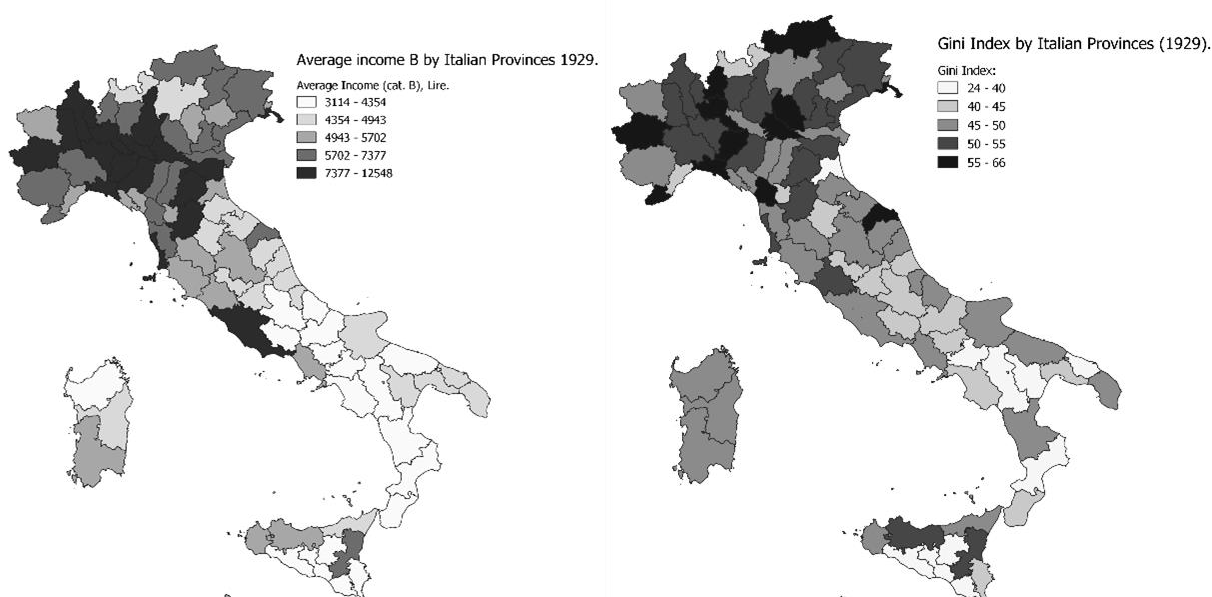 Average income B by Italian Provinces 1929.
Average Income (cat. B), Lire.
3114 - 4354
4354 - 4943
4943 - 5702
5702 - 7377
7377 - 12548
Gini Index by Italian Provinces (1929).
Gini Index:
24 - 40
40 - 45
45 - 50
50 - 55
55 - 66